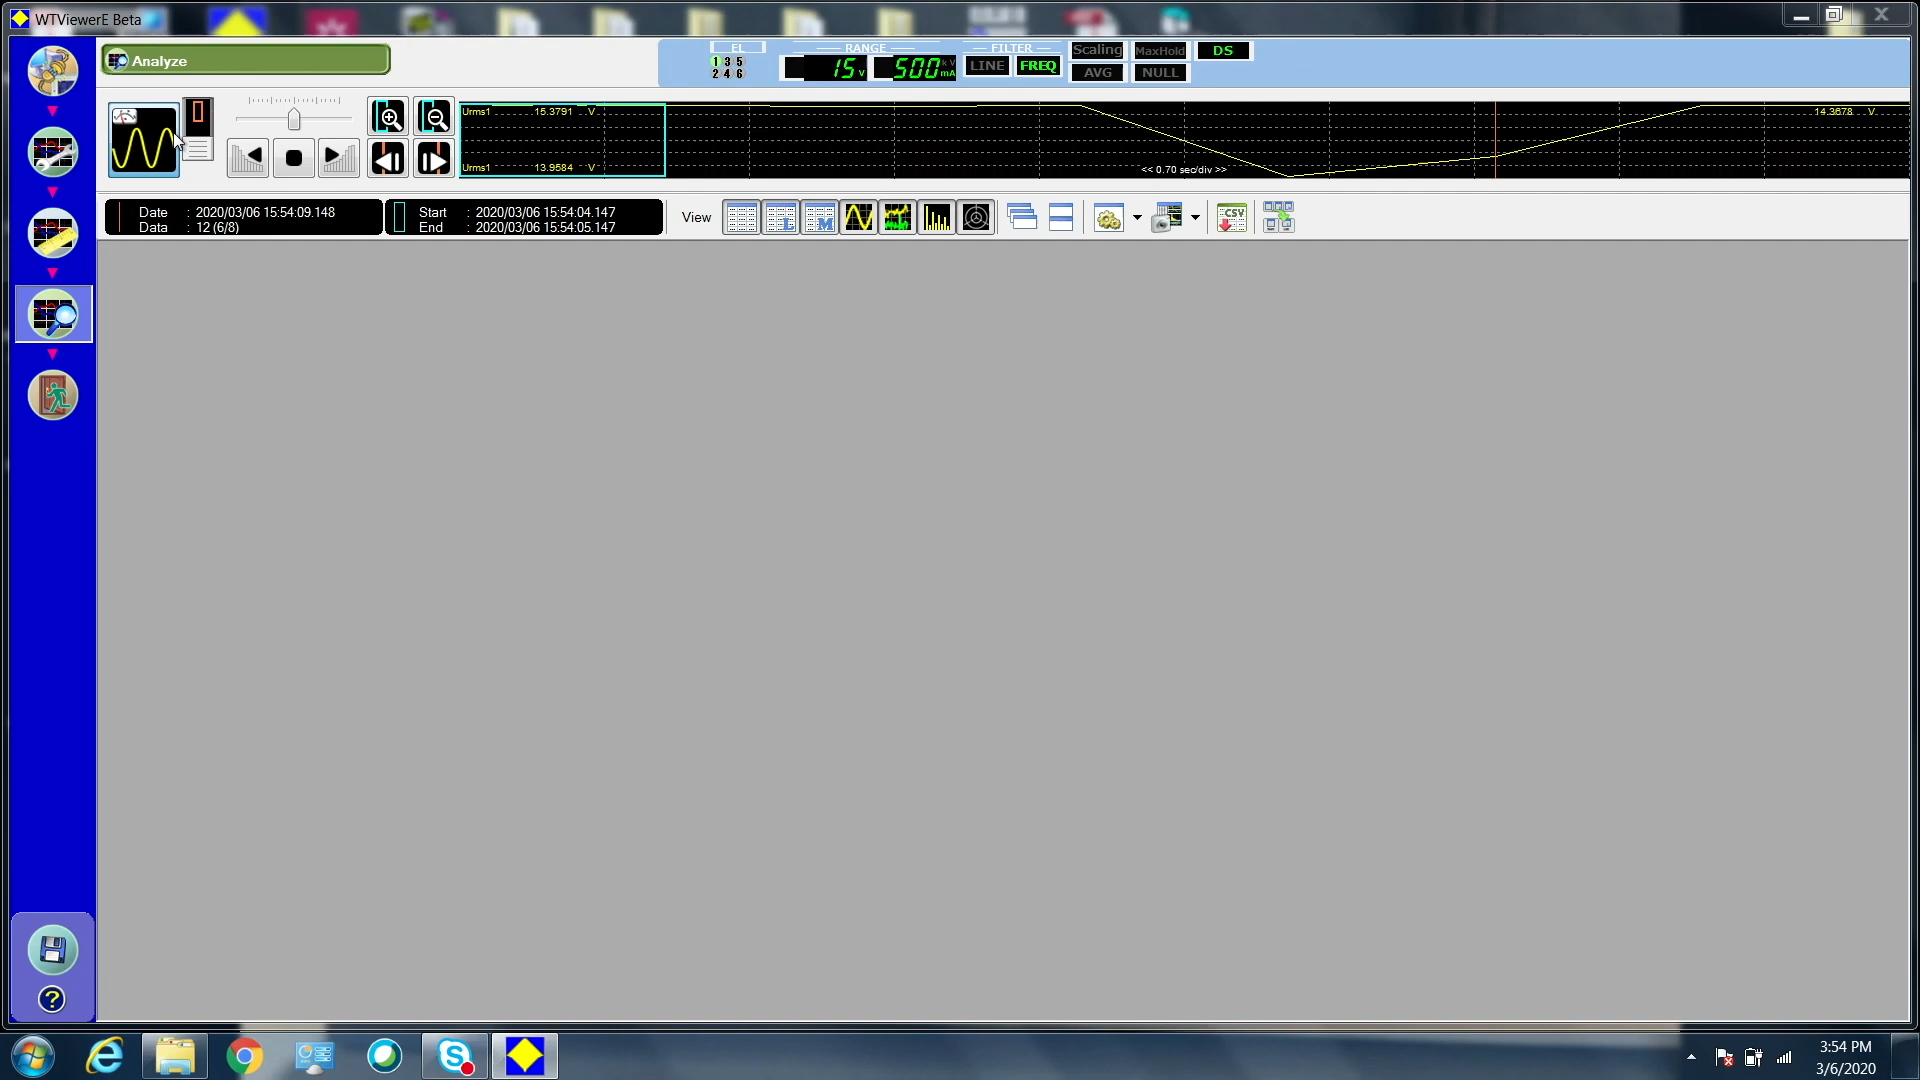 WTViewerE Beta
Analyze
EL
1 3 5
2 4 6
RANGE
15 V
500 mA
FILTER
LINE
FREQ
Scaling
AVG
MaxHold
NULL
DS
Urms1 15.3791 V
14.3678 V
Urms1 13.9584 V
<< 0.70 sec/div >>
Date : 2020/03/06 15:54:09.148
Data : 12 (6/8)
Start : 2020/03/06 15:54:04.147
End : 2020/03/06 15:54:05.147
View
L
M
CSV
?
3:54 PM
3/6/2020